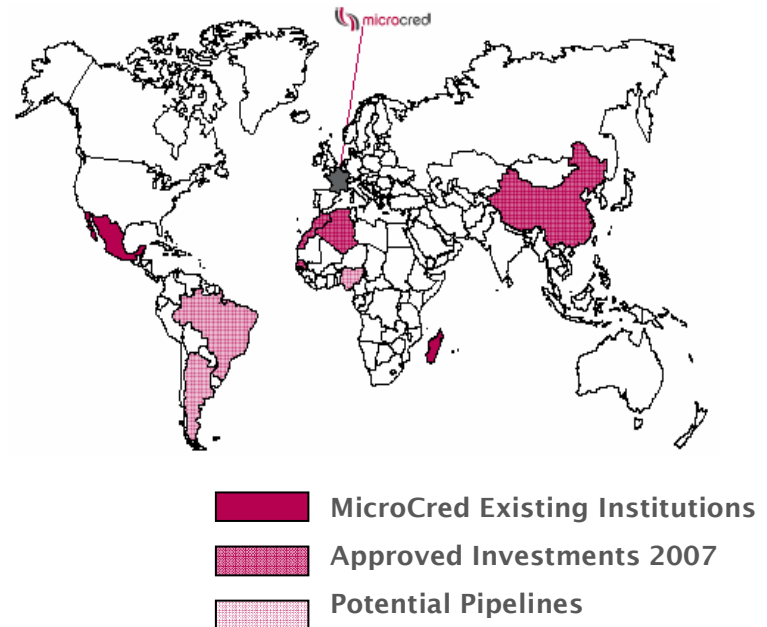 microcred
MicroCred Existing Institutions
Approved Investments 2007
Potential Pipelines